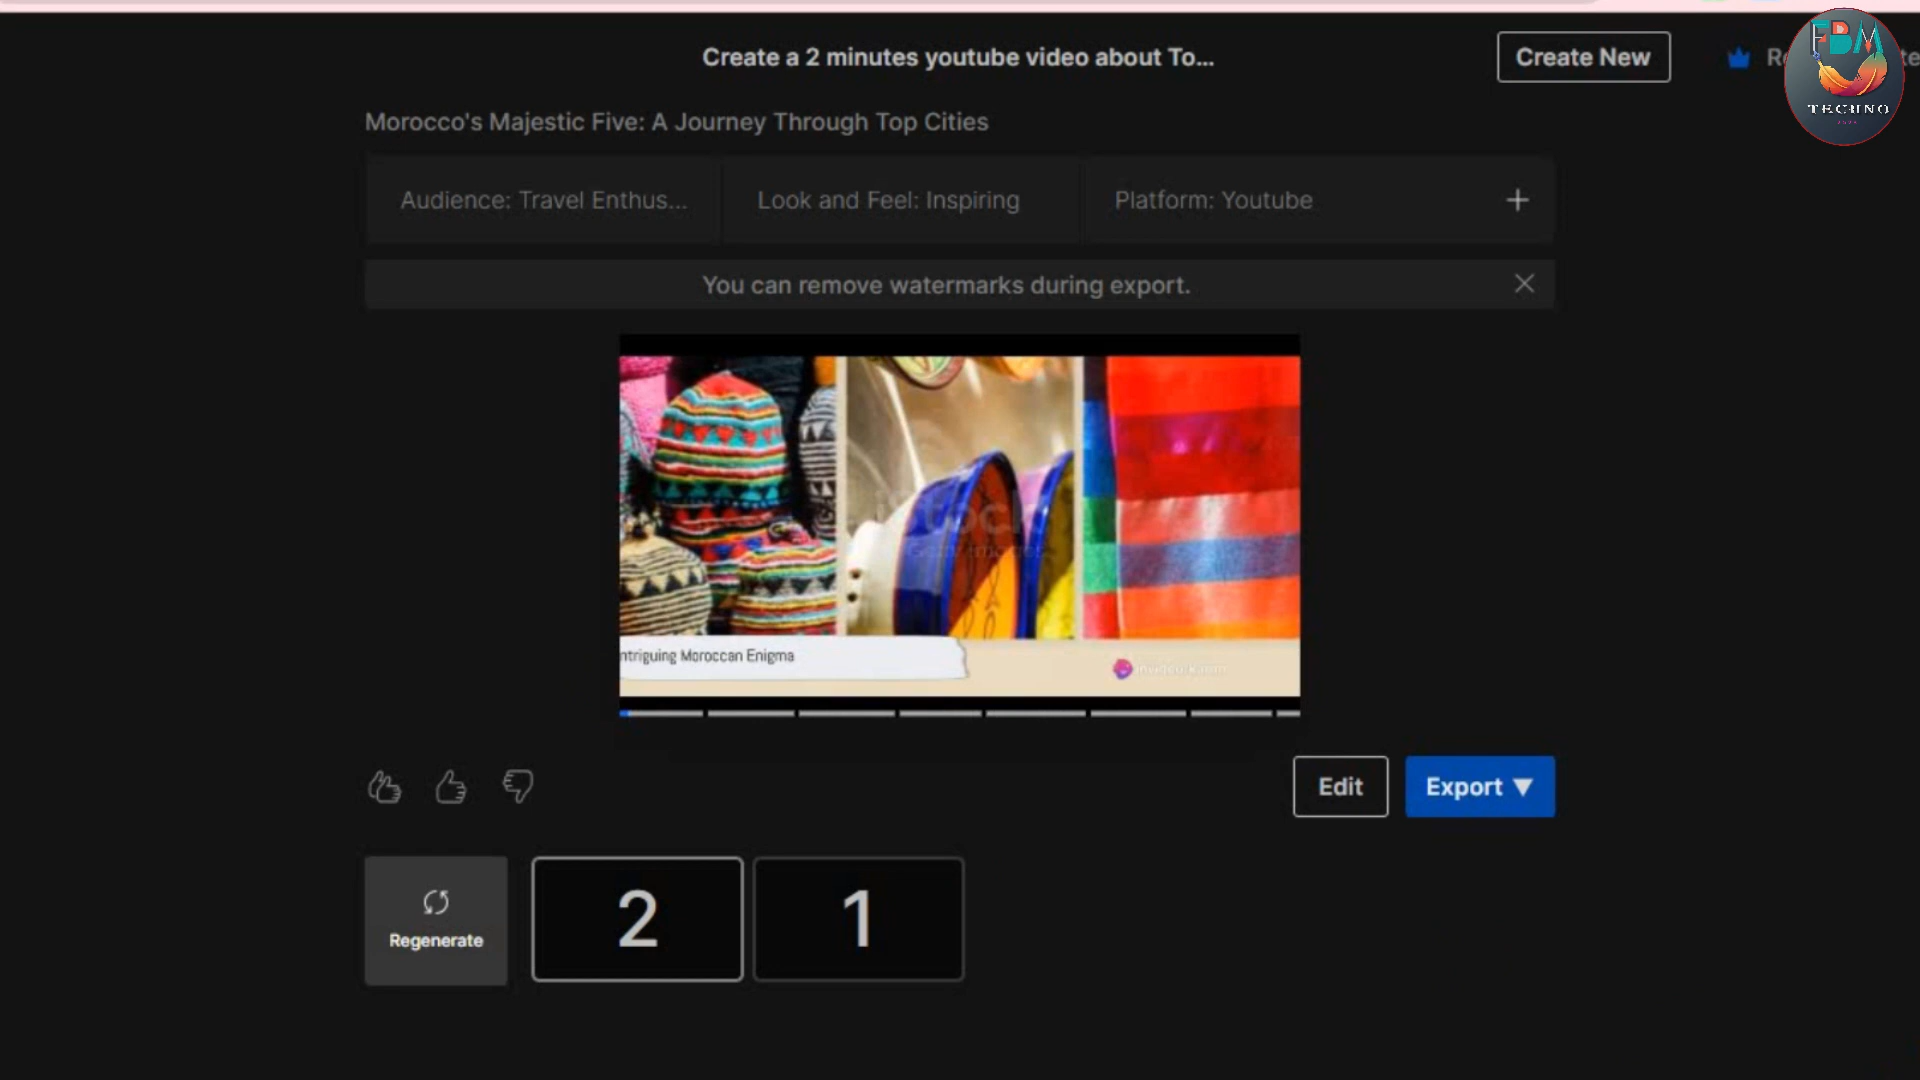 Create a 2 minutes youtube video about To...
Create New
FBM
TECHNO
Morocco's Majestic Five: A Journey Through Top Cities
Audience: Travel Enthus...
Look and Feel: Inspiring
Platform: Youtube
You can remove watermarks during export.
ntriguing Moroccan Enigma
Edit
Export
Regenerate
2
1